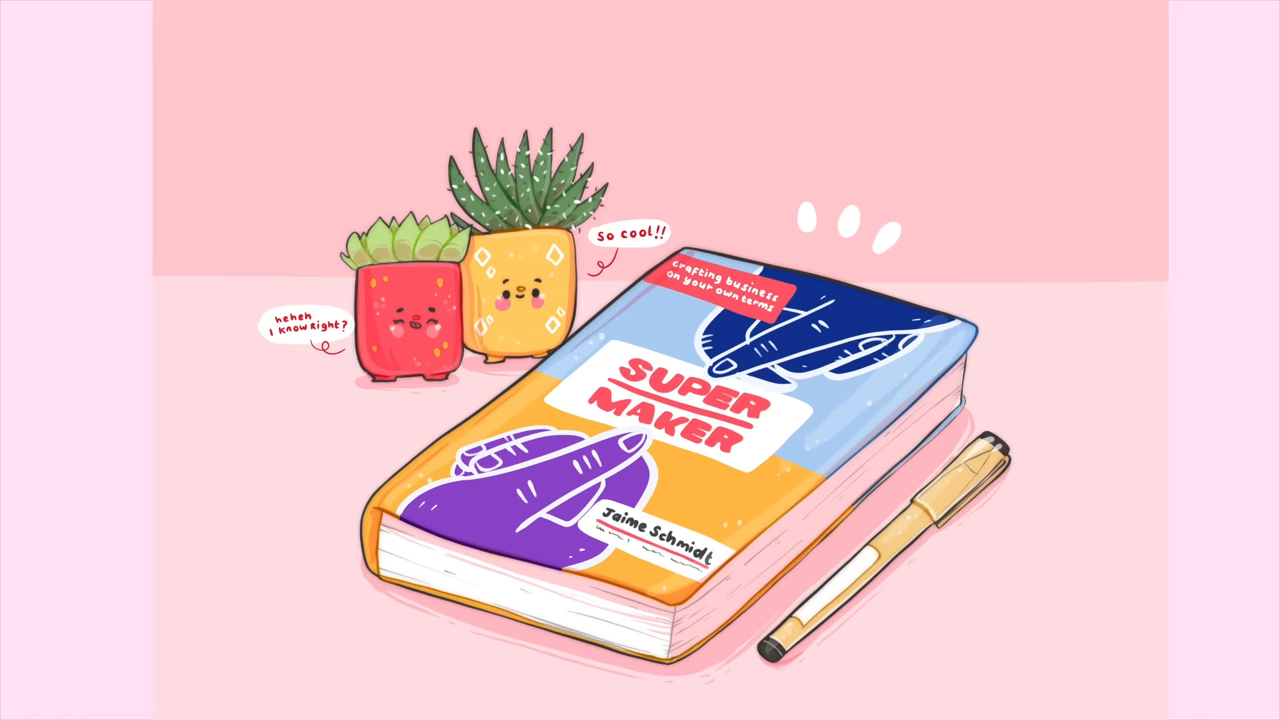 so cool!!
heheh
I know right?
crafting business
on your own terms
SUPER
MAKER
Jaime Schmidt